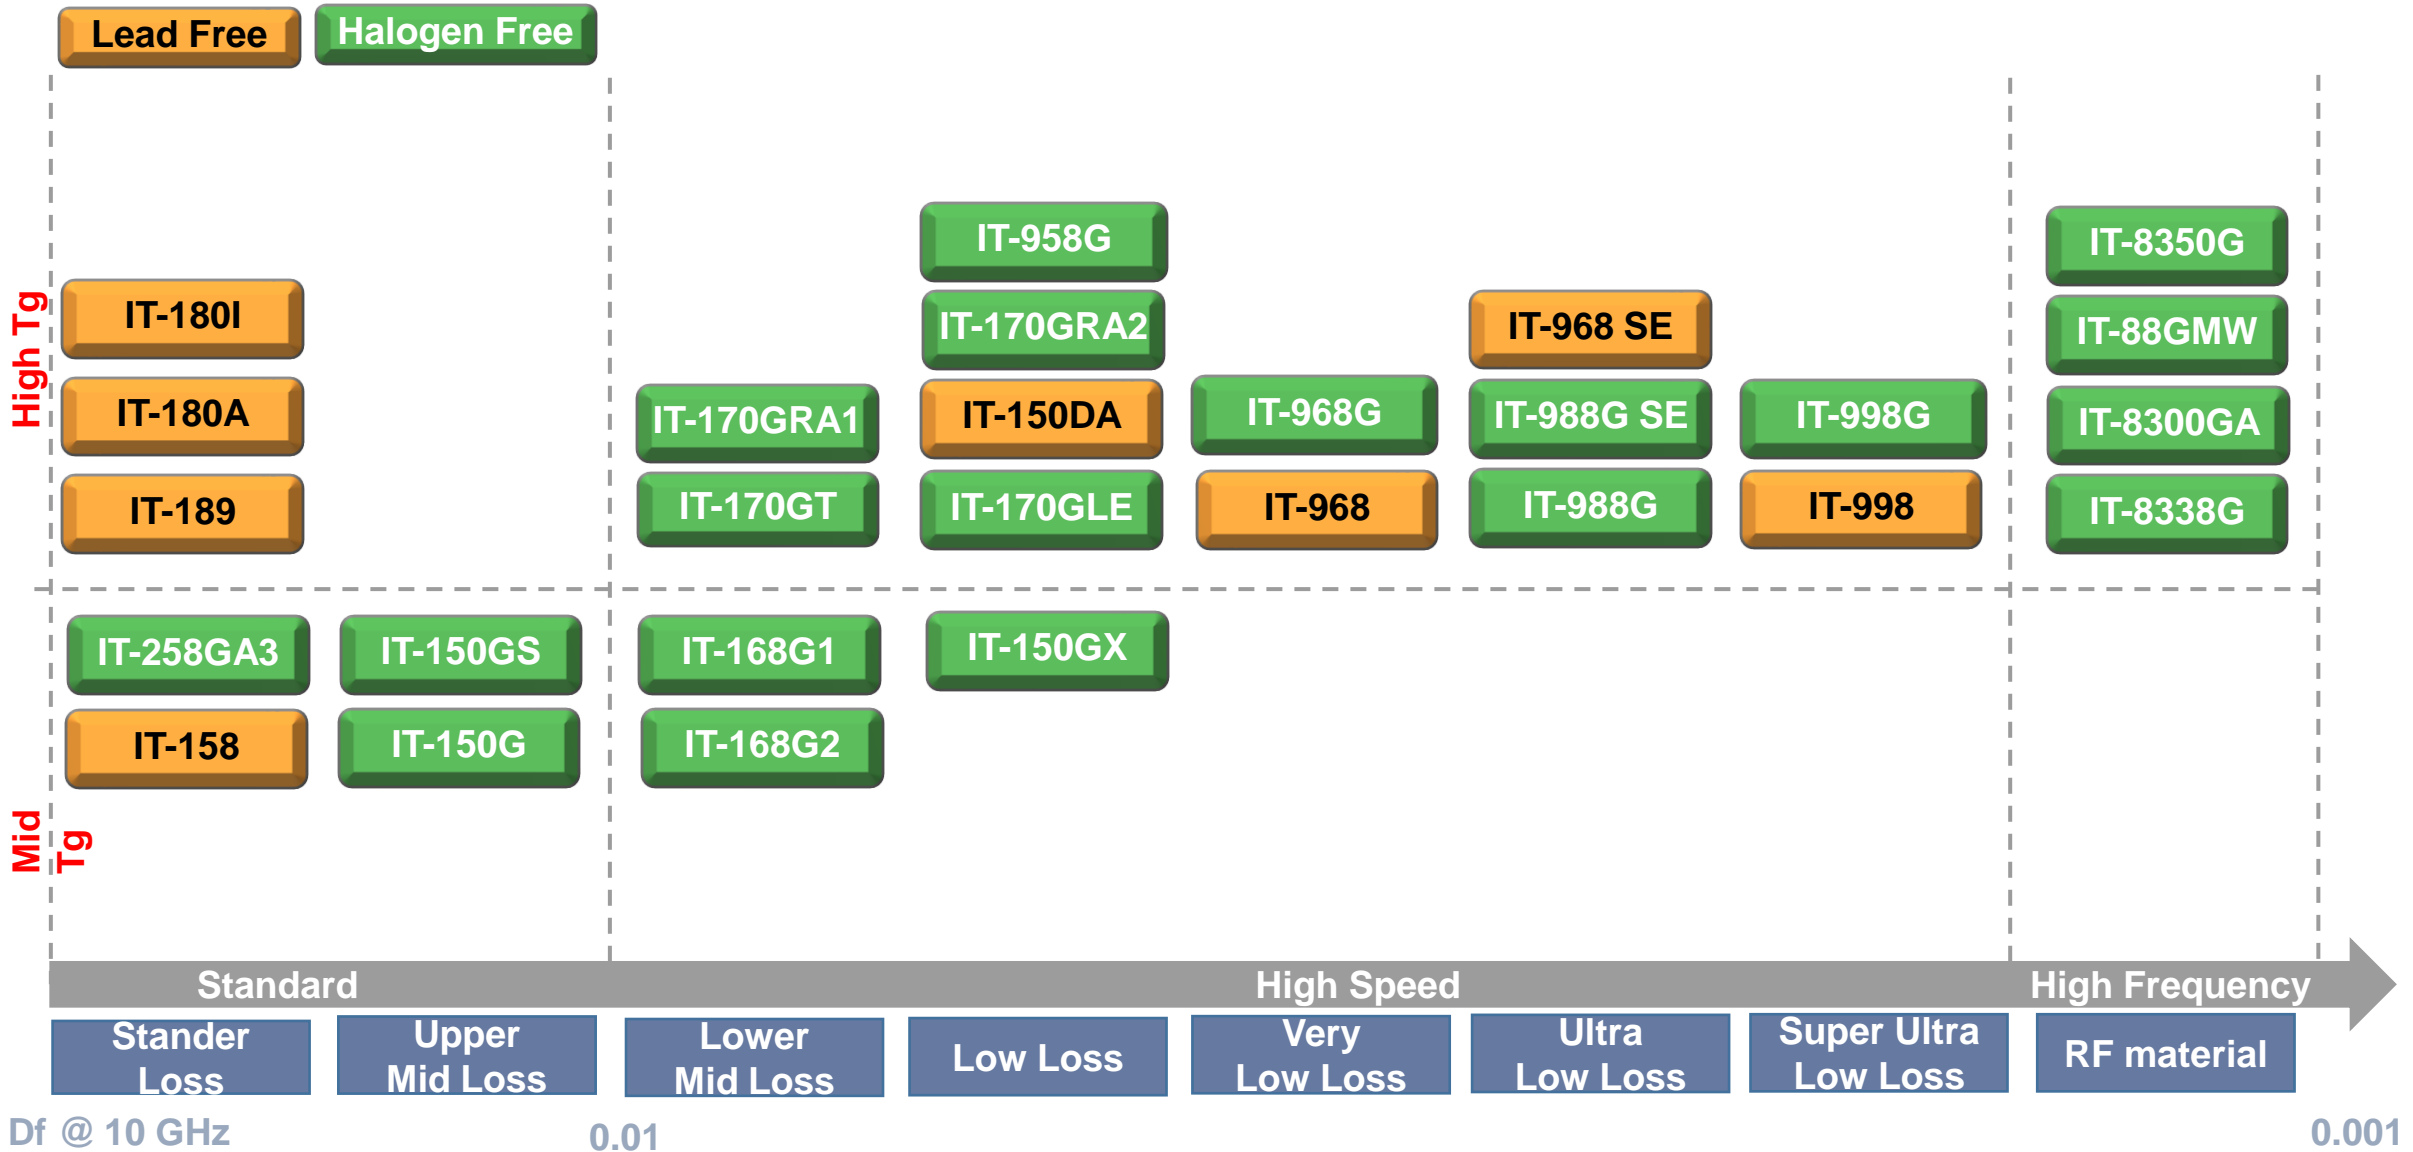 Lead Free
Halogen Free
High Tg
IT-958G
IT-8350G
IT-180I
IT-170GRA2
IT-968 SE
IT-88GMW
IT-180A
IT-170GRA1
IT-150DA
IT-968G
IT-988G SE
IT-998G
IT-8300GA
IT-189
IT-170GT
IT-170GLE
IT-968
IT-988G
IT-998
IT-8338G
Mid
Tg
IT-258GA3
IT-150GS
IT-168G1
IT-150GX
IT-158
IT-150G
IT-168G2
Standard
High Speed
High Frequency
Stander
Loss
Upper
Mid Loss
Lower
Mid Loss
Low Loss
Very
Low Loss
Ultra
Low Loss
Super Ultra
Low Loss
RF material
Df @ 10 GHz
0.01
0.001